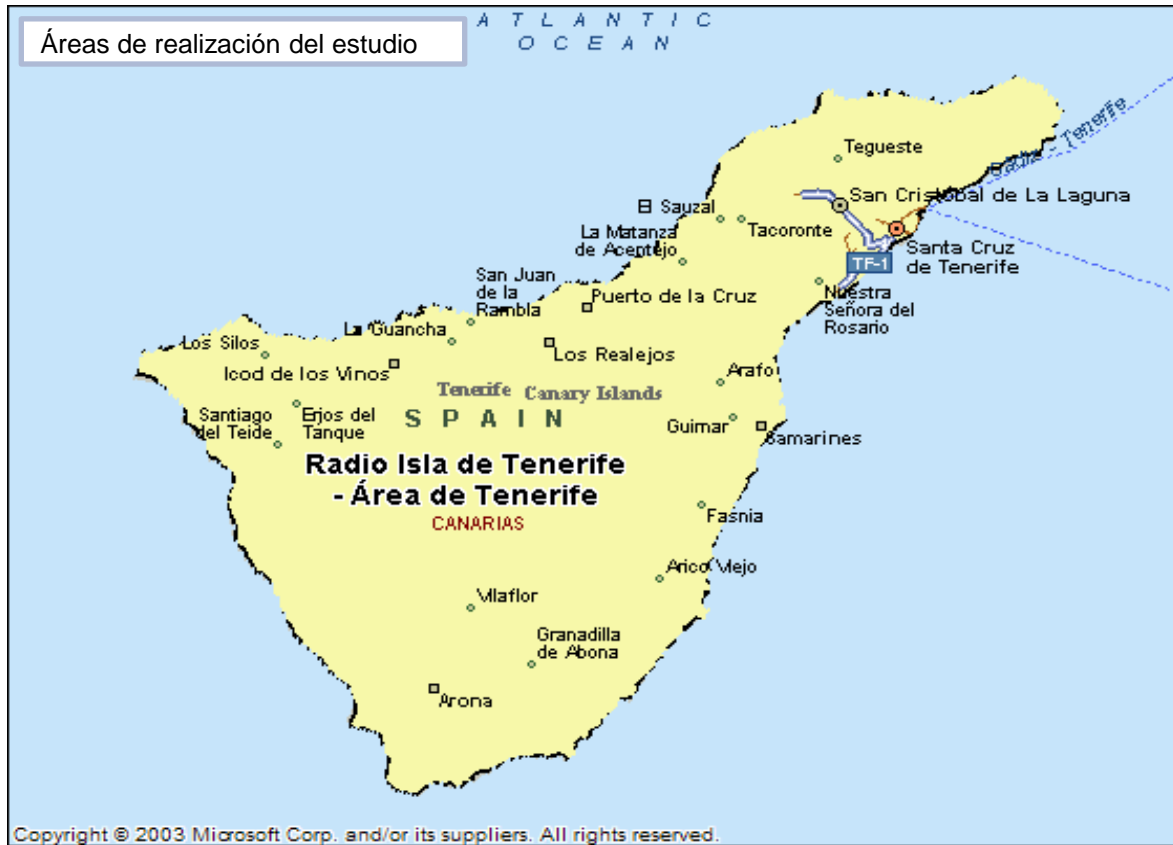 Áreas de realización del estudio
A T L A N T I C
O C E A N
Cádiz - Tenerife
Tegueste
San Cristobal de La Laguna
Sauzal
Tacoronte
La Matanza
de Acentejo
Santa Cruz
de Tenerife
TF-1
San Juan
de la
Rambla
Puerto de la Cruz
Nuestra
Señora del
Rosario
La Guancha
Los Silos
Los Realejos
Icod de los Vinos
Arafo
Tenerife Canary Islands
Santiago
del Teide
Erjos del
Tanque
S P A I N
Guimar
Samarines
Radio Isla de Tenerife
- Área de Tenerife
CANARIAS
Fasnia
Arico Viejo
Vilaflor
Granadilla
de Abona
Arona
Copyright © 2003 Microsoft Corp. and/or its suppliers. All rights reserved.